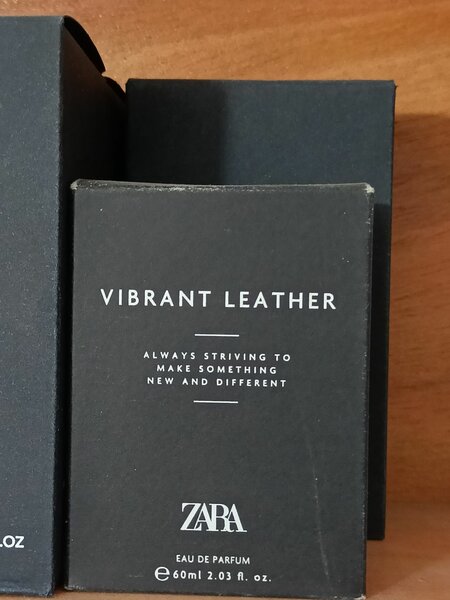 VIBRANT LEATHER
ALWAYS STRIVING TO
MAKE SOMETHING
NEW AND DIFFERENT
ZARA
EAU DE PARFUM
℮60ml 2.03 fl. oz.
.OZ